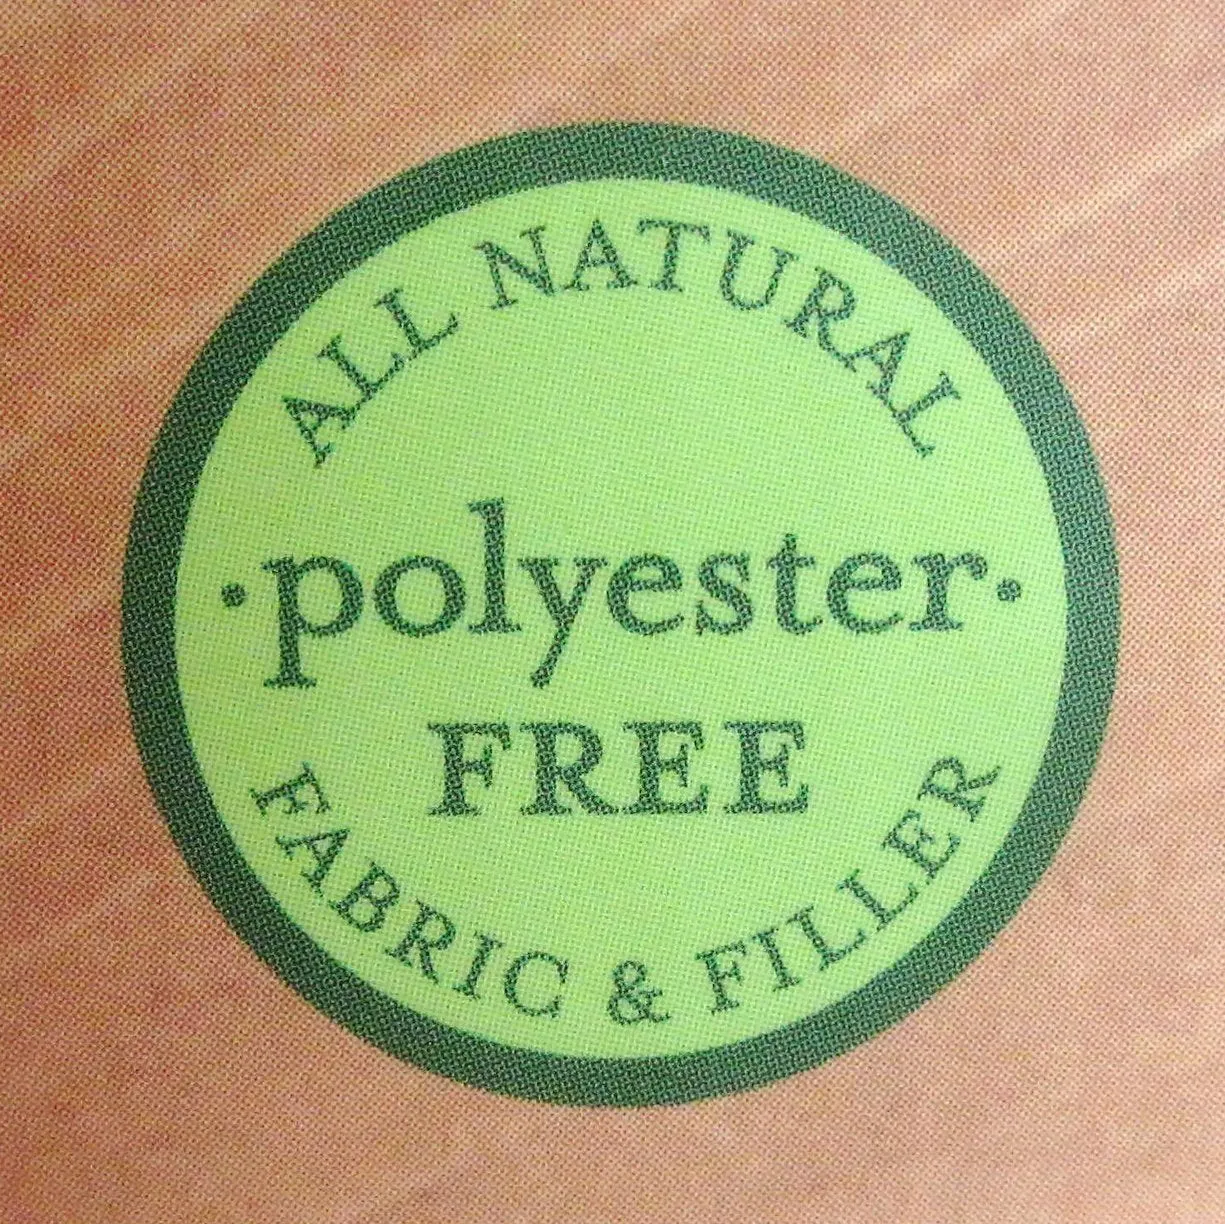 ALL NATURAL
·polyester·
FREE
FABRIC & FILLER